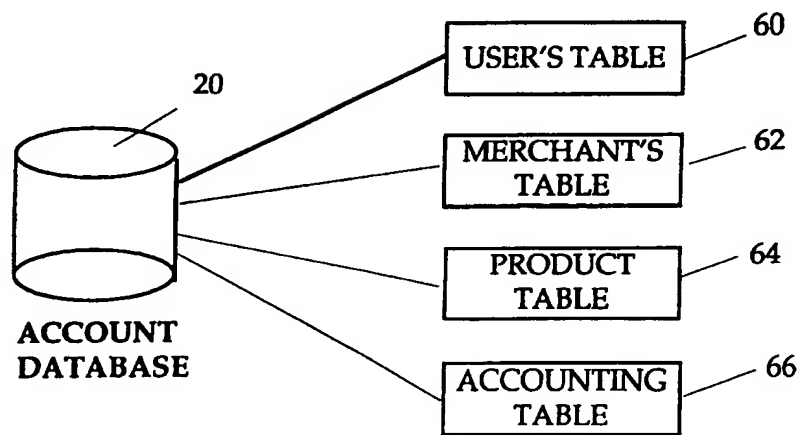 60
USER'S TABLE
20
MERCHANT'S
TABLE
62
PRODUCT
TABLE
64
ACCOUNT
DATABASE
ACCOUNTING
TABLE
66